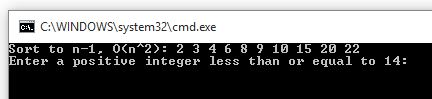 C:\WINDOWS\system32\cmd.exe
Sort to n-1, O(n^2): 2 3 4 6 8 9 10 15 20 22
Enter a positive integer less than or equal to 14: